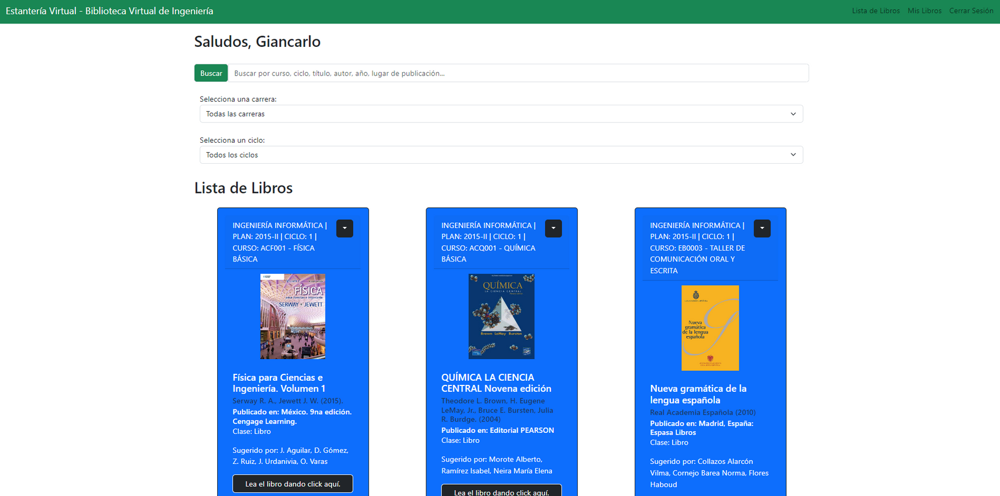 Estantería Virtual - Biblioteca Virtual de Ingeniería
Lista de Libros Mis Libros Cerrar Sesión
Saludos, Giancarlo
Buscar Buscar por curso, ciclo, título, autor, año, lugar de publicación...
Selecciona una carrera:
Todas las carreras
Selecciona un ciclo:
Todos los ciclos
Lista de Libros
INGENIERÍA INFORMÁTICA |
PLAN: 2015-II | CICLO: 1 |
CURSO: ACF001 - FÍSICA
BÁSICA
FÍSICA
para ciencias e ingeniería
SERWAY • JEWETT
Física para Ciencias e
Ingeniería. Volumen 1
Serway R. A., Jewett J. W. (2015).
Publicado en: México. 9na edición.
Cengage Learning.
Clase: Libro
Sugerido por: J. Aguilar, D. Gómez,
Z. Ruiz, J. Urdanivia, O. Varas
Lea el libro dando click aquí.
INGENIERÍA INFORMÁTICA |
PLAN: 2015-II | CICLO: 1 |
CURSO: ACQ001 - QUÍMICA
BÁSICA
QUÍMICA
LA CIENCIA CENTRAL
Brown LeMay Bursten
QUÍMICA LA CIENCIA
CENTRAL Novena edición
Theodore L. Brown, H. Eugene
LeMay, Jr., Bruce E. Bursten, Julia
R. Burdge. (2004)
Publicado en: Editorial PEARSON
Clase: Libro
Sugerido por: Morote Alberto,
Ramírez Isabel, Neira María Elena
Lea el libro dando click aquí.
INGENIERÍA INFORMÁTICA |
PLAN: 2015-II | CICLO: 1 |
CURSO: EB0003 - TALLER DE
COMUNICACIÓN ORAL Y
ESCRITA
Nueva
gramática
de la lengua
española
Nueva gramática de la
lengua española
Real Academia Española (2010)
Publicado en: Madrid, España:
Espasa Libros
Clase: Libro
Sugerido por: Collazos Alarcón
Vilma, Cornejo Barea Norma, Flores
Haboud